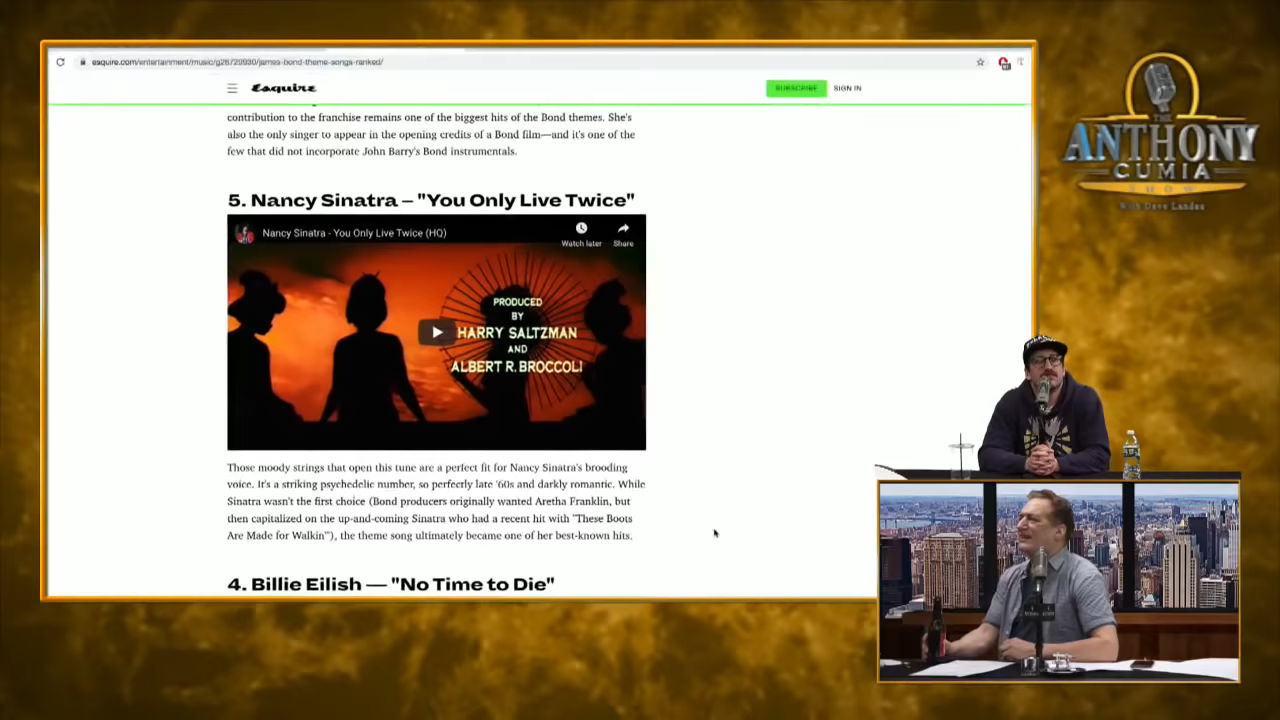 esquire.com/entertainment/music/g26729930/james-bond-theme-songs-ranked/
Esquire
SUBSCRIBE
SIGN IN
contribution to the franchise remains one of the biggest hits of the Bond themes. She's
also the only singer to appear in the opening credits of a Bond film—and it's one of the
few that did not incorporate John Barry's Bond instrumentals.
5. Nancy Sinatra – "You Only Live Twice"
Nancy Sinatra - You Only Live Twice (HQ)
Watch later
Share
PRODUCED
BY
HARRY SALTZMAN
AND
ALBERT R. BROCCOLI
Those moody strings that open this tune are a perfect fit for Nancy Sinatra's brooding
voice. It's a striking psychedelic number, so perfectly late '60s and darkly romantic. While
Sinatra wasn't the first choice (Bond producers originally wanted Aretha Franklin, but
then capitalized on the up-and-coming Sinatra who had a recent hit with "These Boots
Are Made for Walkin'"), the theme song ultimately became one of her best-known hits.
4. Billie Eilish — "No Time to Die"
THE
ANTHONY
CUMIA
SHOW
With Dave Landau